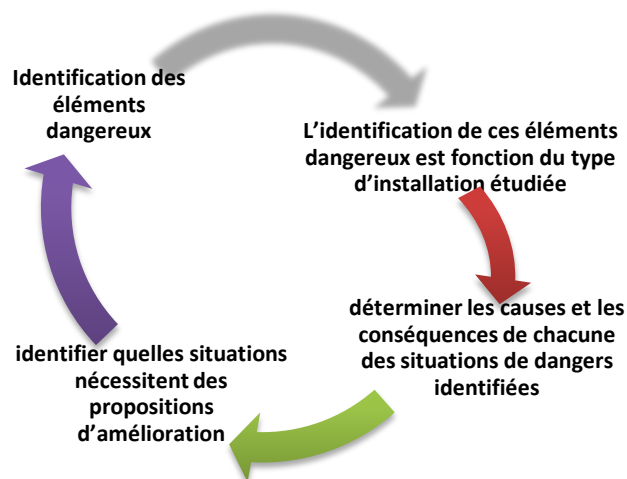 Identification des
éléments
dangereux
L’identification de ces éléments
dangereux est fonction du type
d’installation étudiée
déterminer les causes et les
conséquences de chacune
des situations de dangers
identifiées
identifier quelles situations
nécessitent des
propositions
d’amélioration